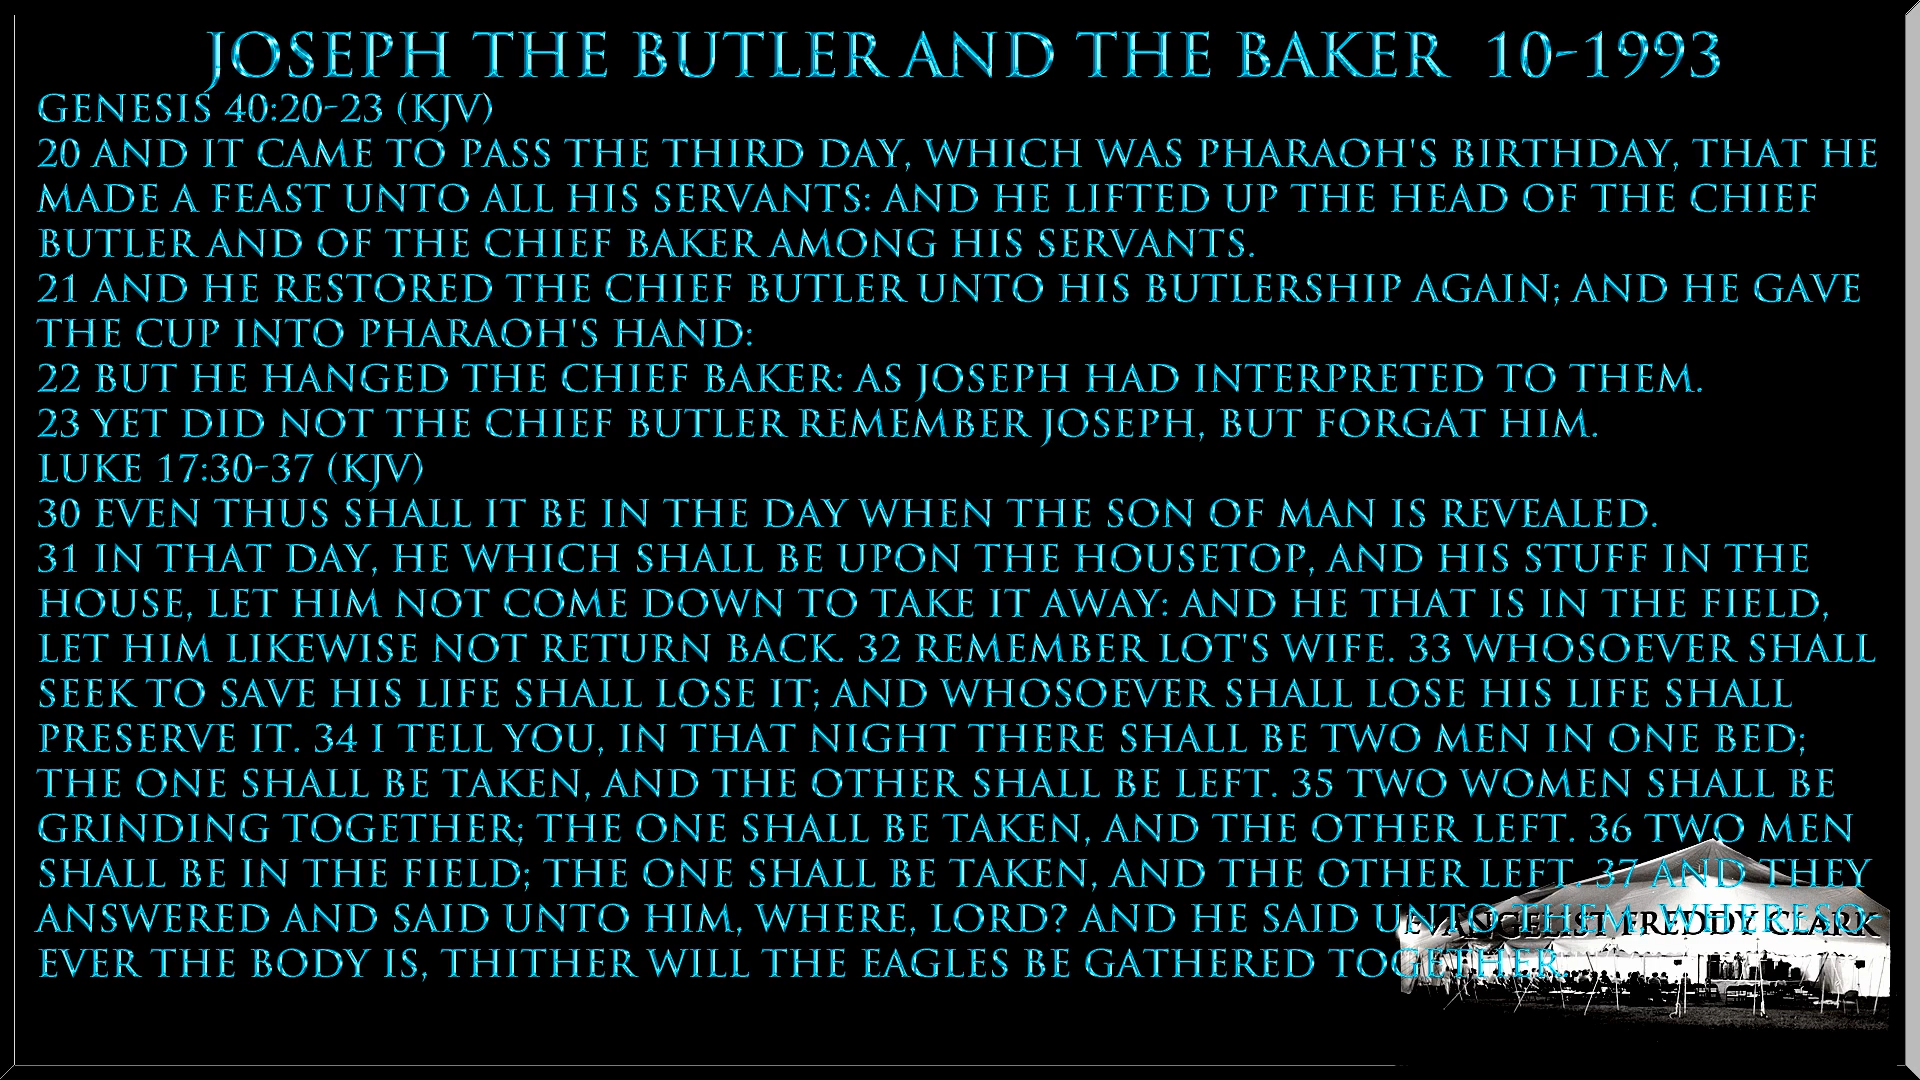 JOSEPH THE BUTLER AND THE BAKER 10-1993
GENESIS 40:20-23 (KJV)
20 AND IT CAME TO PASS THE THIRD DAY, WHICH WAS PHARAOH'S BIRTHDAY, THAT HE
MADE A FEAST UNTO ALL HIS SERVANTS: AND HE LIFTED UP THE HEAD OF THE CHIEF
BUTLER AND OF THE CHIEF BAKER AMONG HIS SERVANTS.
21 AND HE RESTORED THE CHIEF BUTLER UNTO HIS BUTLERSHIP AGAIN; AND HE GAVE
THE CUP INTO PHARAOH'S HAND:
22 BUT HE HANGED THE CHIEF BAKER: AS JOSEPH HAD INTERPRETED TO THEM.
23 YET DID NOT THE CHIEF BUTLER REMEMBER JOSEPH, BUT FORGAT HIM.
LUKE 17:30-37 (KJV)
30 EVEN THUS SHALL IT BE IN THE DAY WHEN THE SON OF MAN IS REVEALED.
31 IN THAT DAY, HE WHICH SHALL BE UPON THE HOUSETOP, AND HIS STUFF IN THE
HOUSE, LET HIM NOT COME DOWN TO TAKE IT AWAY: AND HE THAT IS IN THE FIELD,
LET HIM LIKEWISE NOT RETURN BACK. 32 REMEMBER LOT'S WIFE. 33 WHOSOEVER SHALL
SEEK TO SAVE HIS LIFE SHALL LOSE IT; AND WHOSOEVER SHALL LOSE HIS LIFE SHALL
PRESERVE IT. 34 I TELL YOU, IN THAT NIGHT THERE SHALL BE TWO MEN IN ONE BED;
THE ONE SHALL BE TAKEN, AND THE OTHER SHALL BE LEFT. 35 TWO WOMEN SHALL BE
GRINDING TOGETHER; THE ONE SHALL BE TAKEN, AND THE OTHER LEFT. 36 TWO MEN
SHALL BE IN THE FIELD; THE ONE SHALL BE TAKEN, AND THE OTHER LEFT. 37 AND THEY
ANSWERED AND SAID UNTO HIM, WHERE, LORD? AND HE SAID UNTO THEM, WHERESO-
EVER THE BODY IS, THITHER WILL THE EAGLES BE GATHERED TOGETHER.
EVANGELIST FREDDY CLARK